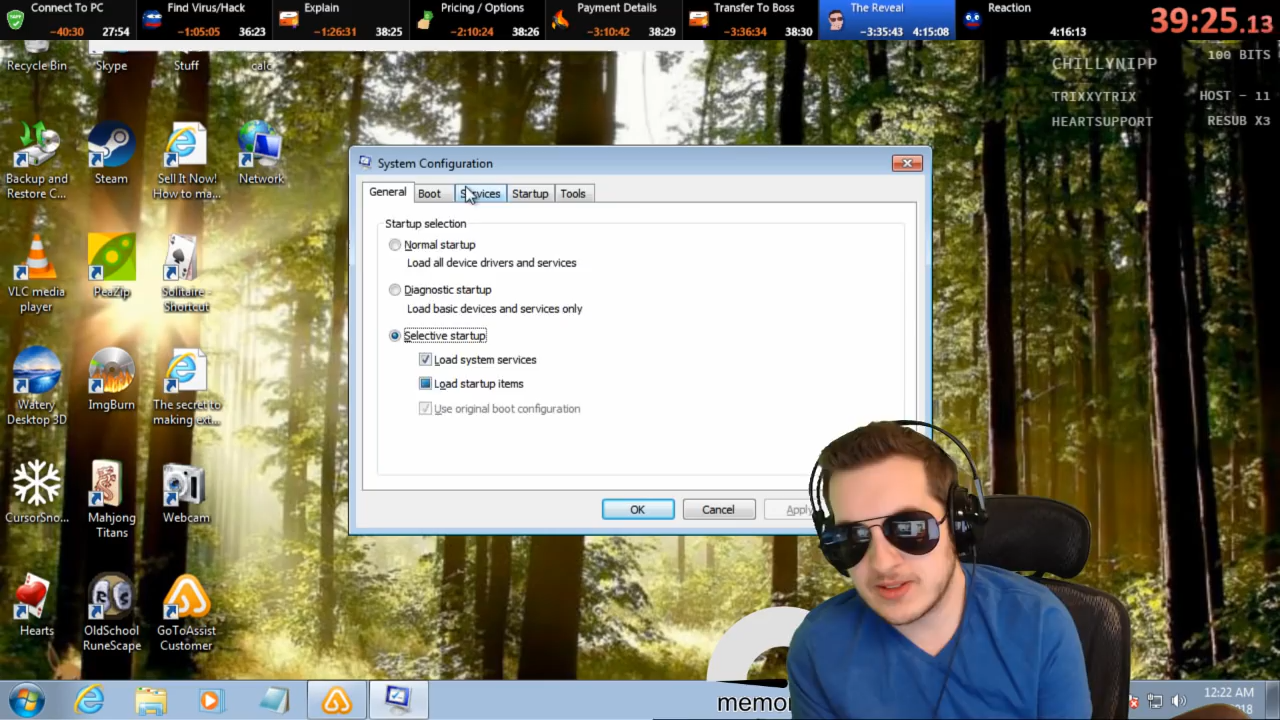 Connect To PC
-40:30 27:54
Find Virus/Hack
-1:05:05 36:23
Explain
-1:26:31 38:25
Pricing / Options
-2:10:24 38:26
Payment Details
-3:10:42 38:29
Transfer To Boss
-3:36:34 38:30
The Reveal
-3:35:43 4:15:08
Reaction
4:16:13
39:25.13
CHILLYNIPP 100 BITS
TRIXXYTRIX HOST - 11
HEARTSUPPORT RESUB X3
Recycle Bin
Skype
Stuff
calc
Backup and
Restore C...
Steam
Sell It Now!
How to ma...
Network
VLC media
player
PeaZip
Solitaire -
Shortcut
Watery
Desktop 3D
ImgBurn
The secret to
making ext...
CursorSno...
Mahjong
Titans
Webcam
Hearts
OldSchool
RuneScape
GoToAssist
Customer
System Configuration
General Boot Services Startup Tools
Startup selection
Normal startup
Load all device drivers and services
Diagnostic startup
Load basic devices and services only
Selective startup
Load system services
Load startup items
Use original boot configuration
OK Cancel Apply
memo
12:22 AM
2018